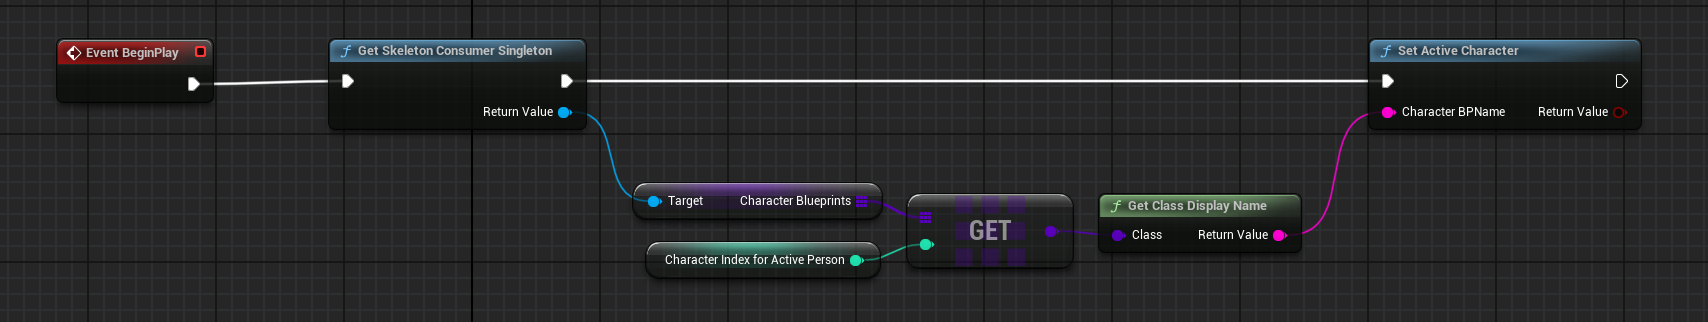 Event BeginPlay
f Get Skeleton Consumer Singleton
Return Value
Target Character Blueprints
Character Index for Active Person
GET
f Get Class Display Name
Class Return Value
f Set Active Character
Character BPName Return Value